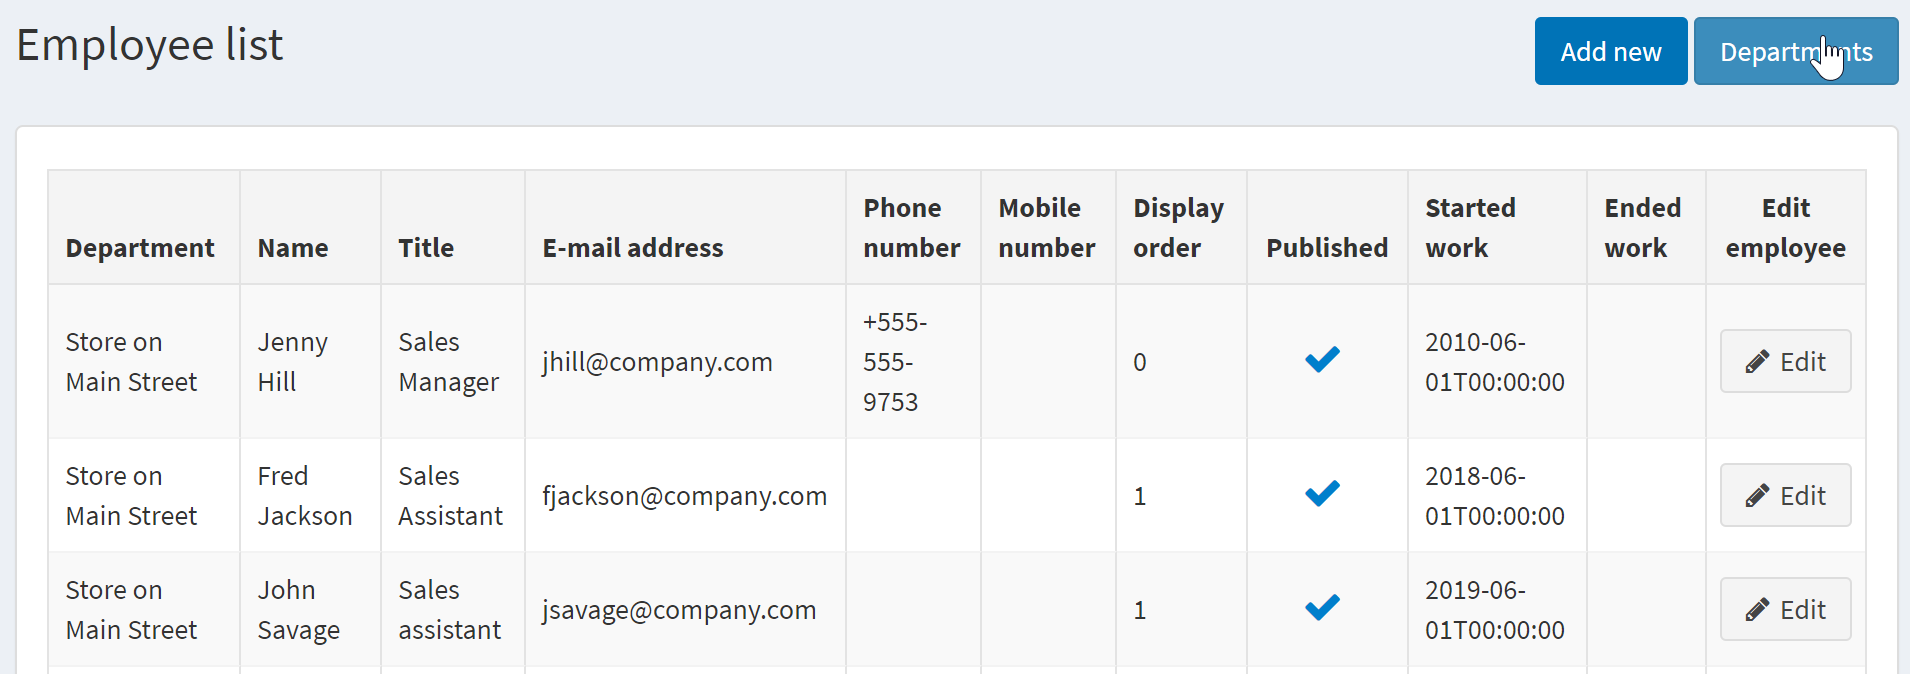 Employee list
Add new
Departments
Department
Name
Title
E-mail address
Phone
number
Mobile
number
Display
order
Published
Started
work
Ended
work
Edit
employee
Store on
Main Street
Jenny
Hill
Sales
Manager
jhill@company.com
+555-
555-
9753
0
2010-06-
01T00:00:00
Edit
Store on
Main Street
Fred
Jackson
Sales
Assistant
fjackson@company.com
1
2018-06-
01T00:00:00
Edit
Store on
Main Street
John
Savage
Sales
assistant
jsavage@company.com
1
2019-06-
01T00:00:00
Edit